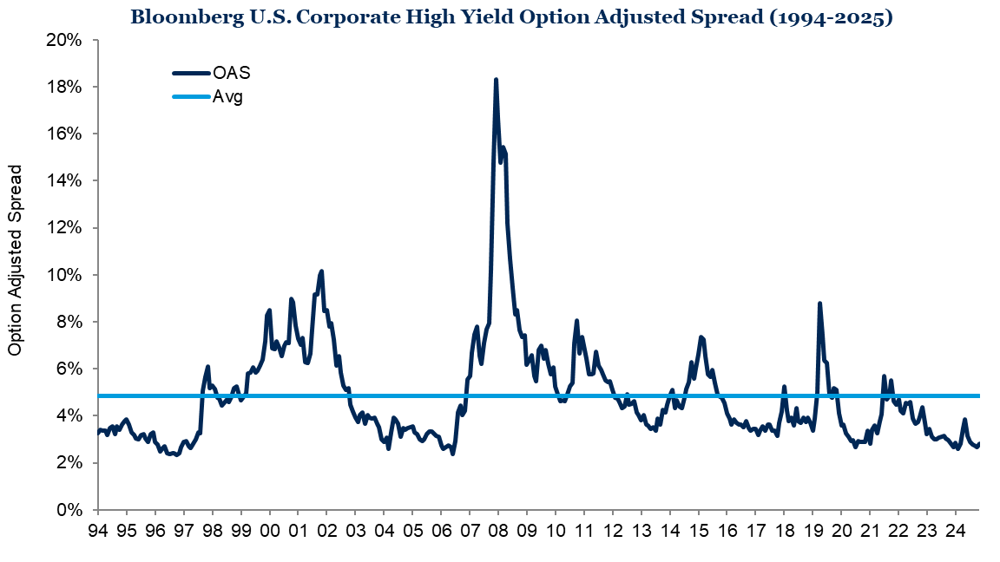 Bloomberg U.S. Corporate High Yield Option Adjusted Spread (1994-2025)
20%
18%
16%
14%
12%
10%
8%
6%
4%
2%
0%
Option Adjusted Spread
OAS
Avg
94 95 96 97 98 99 00 01 02 03 04 05 06 07 08 09 10 11 12 13 14 15 16 17 18 19 20 21 22 23 24